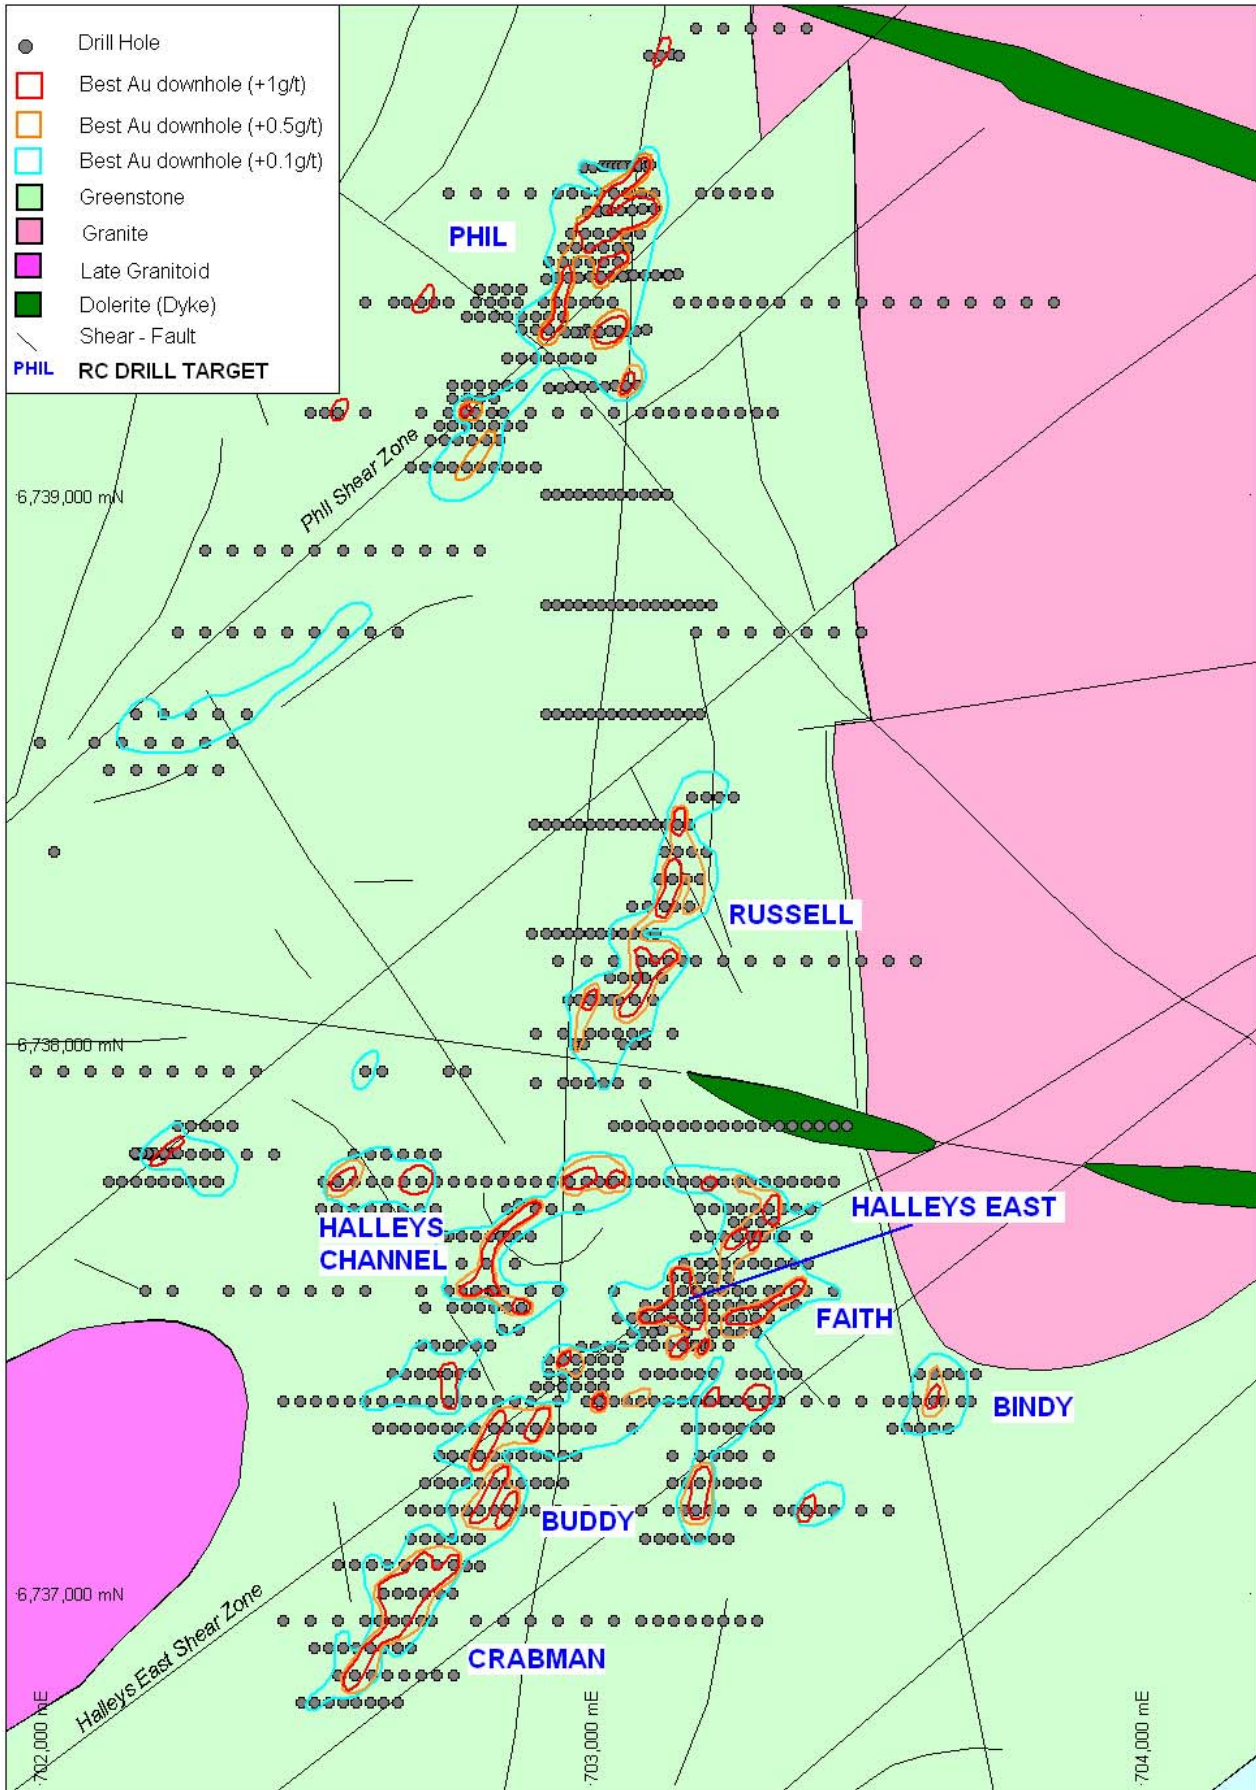 Drill Hole
Best Au downhole (+1g/t)
Best Au downhole (+0.5g/t)
Best Au downhole (+0.1g/t)
Greenstone
Granite
Late Granitoid
Dolerite (Dyke)
Shear - Fault
PHIL RC DRILL TARGET
PHIL
Phil Shear Zone
6,739,000 mN
RUSSELL
6,738,000 mN
HALLEYS EAST
HALLEYS
CHANNEL
FAITH
BINDY
BUDDY
6,737,000 mN
Halleys East Shear Zone
CRABMAN
702,000 mE
703,000 mE
704,000 mE